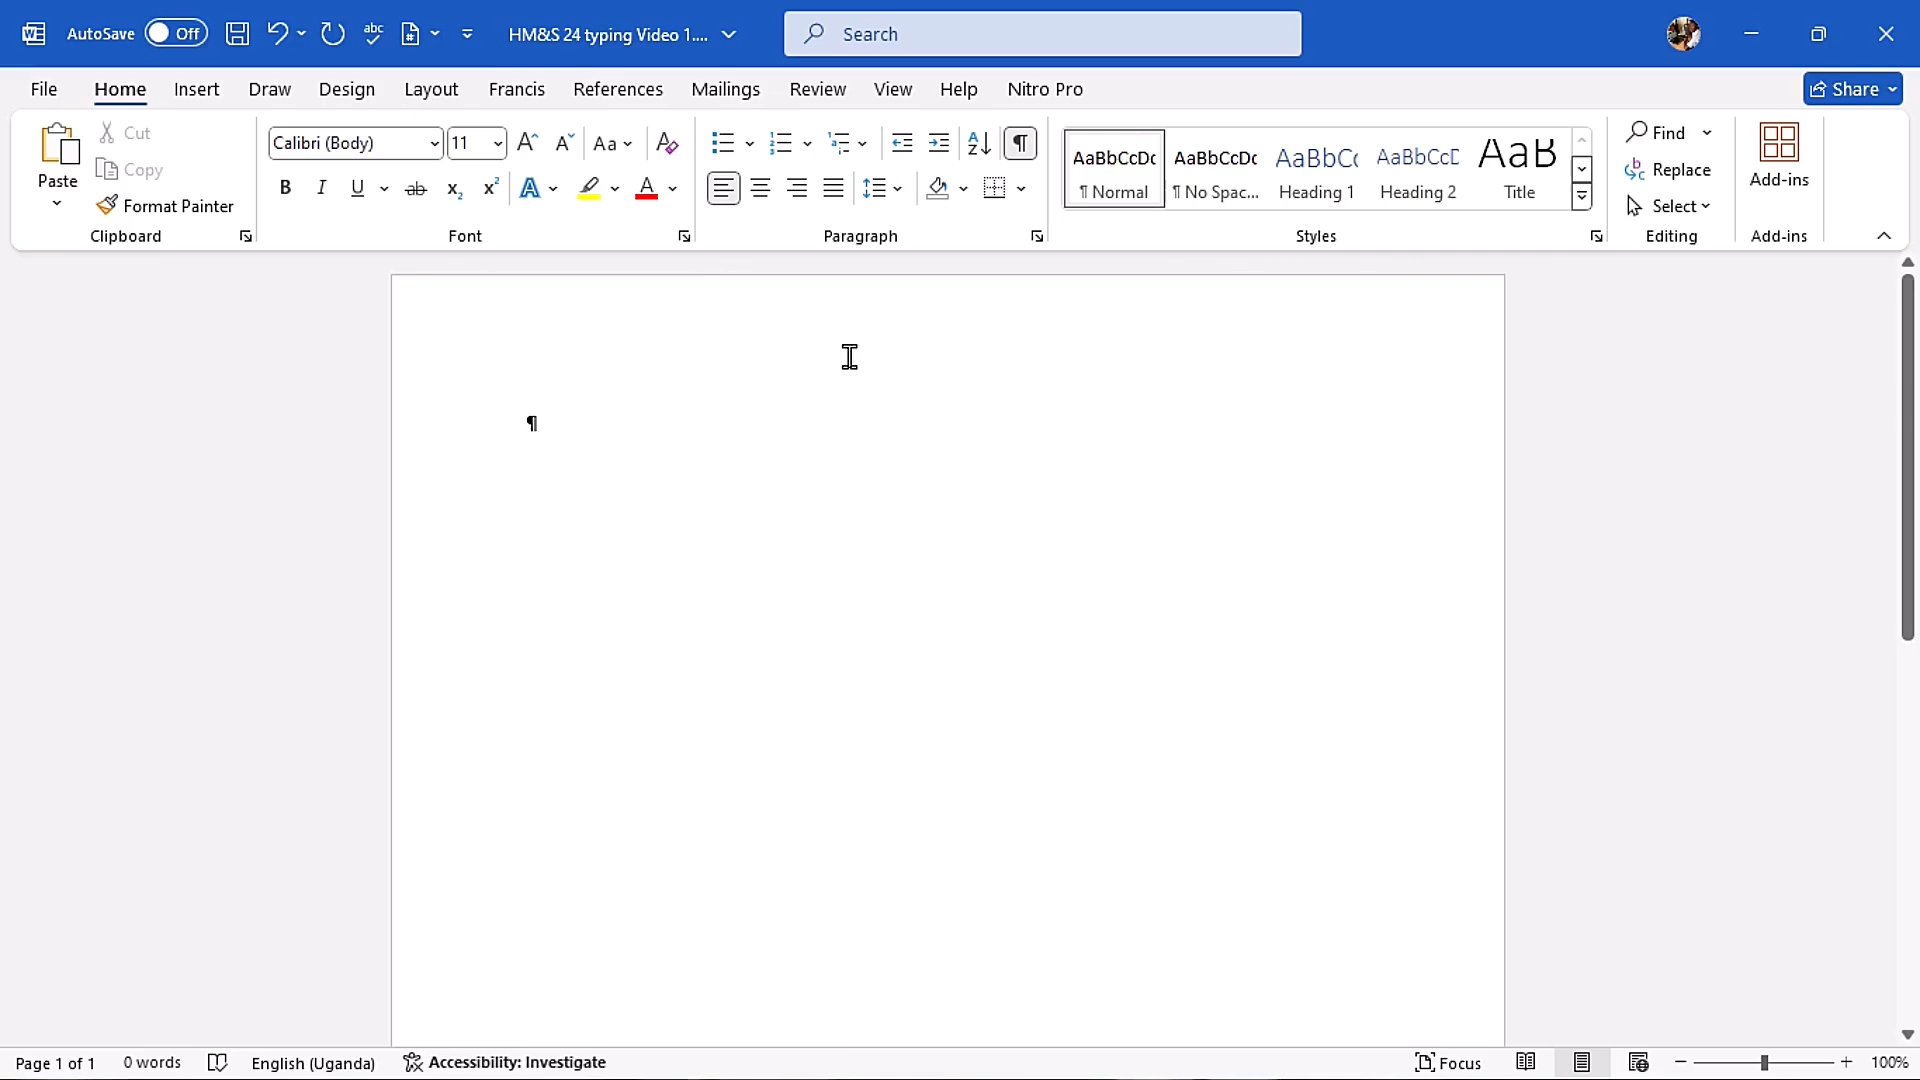 AutoSave Off HM&S 24 typing Video 1.... Search
File Home Insert Draw Design Layout Francis References Mailings Review View Help Nitro Pro Share
Paste
Cut
Copy
Format Painter
Clipboard
Calibri (Body) 11
Font
Paragraph
AaBbCcDc AaBbCcDc AaBbCc AaBbCcD AaB
¶ Normal ¶ No Spac... Heading 1 Heading 2 Title
Styles
Find
Replace
Select
Editing
Add-ins
Add-ins
¶
Page 1 of 1 0 words English (Uganda) Accessibility: Investigate Focus 100%